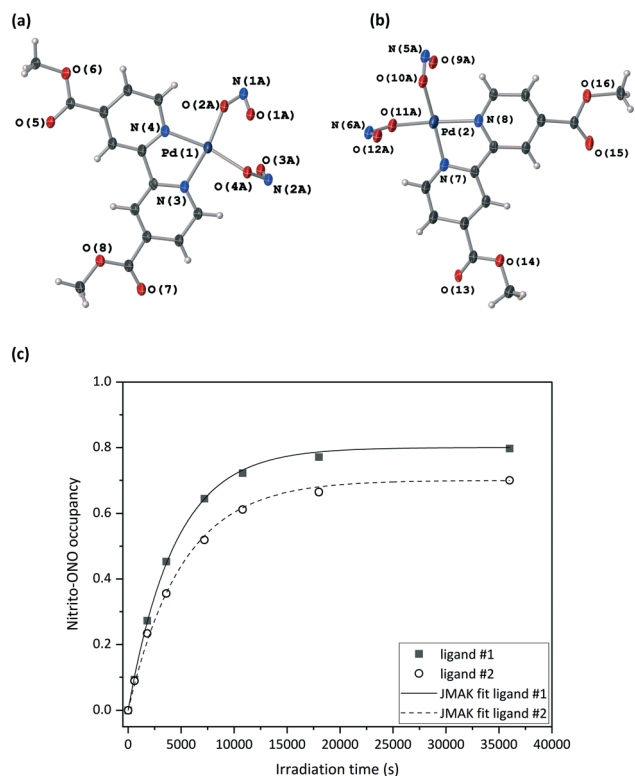 (a)
O(6)
O(5)
N(4)
O(2A)
N(1A)
O(1A)
Pd(1)
O(3A)
O(4A)
N(2A)
N(3)
O(8)
O(7)
(b)
N(5A)
O(9A)
O(10A)
O(11A)
N(6A)
O(12A)
Pd(2)
N(8)
O(16)
O(15)
N(7)
O(14)
O(13)
(c)
Nitrito-ONO occupancy
1.0
0.8
0.6
0.4
0.2
0.0
ligand #1
ligand #2
JMAK fit ligand #1
JMAK fit ligand #2
0 5000 10000 15000 20000 25000 30000 35000 40000
Irradiation time (s)